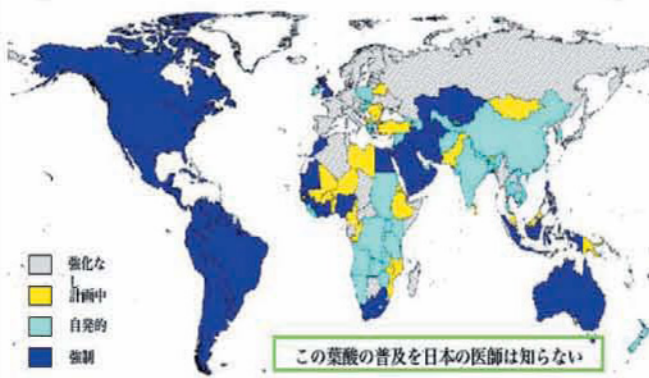 強化な
し
計画中
自発的
強制
この葉酸の普及を日本の医師は知らない